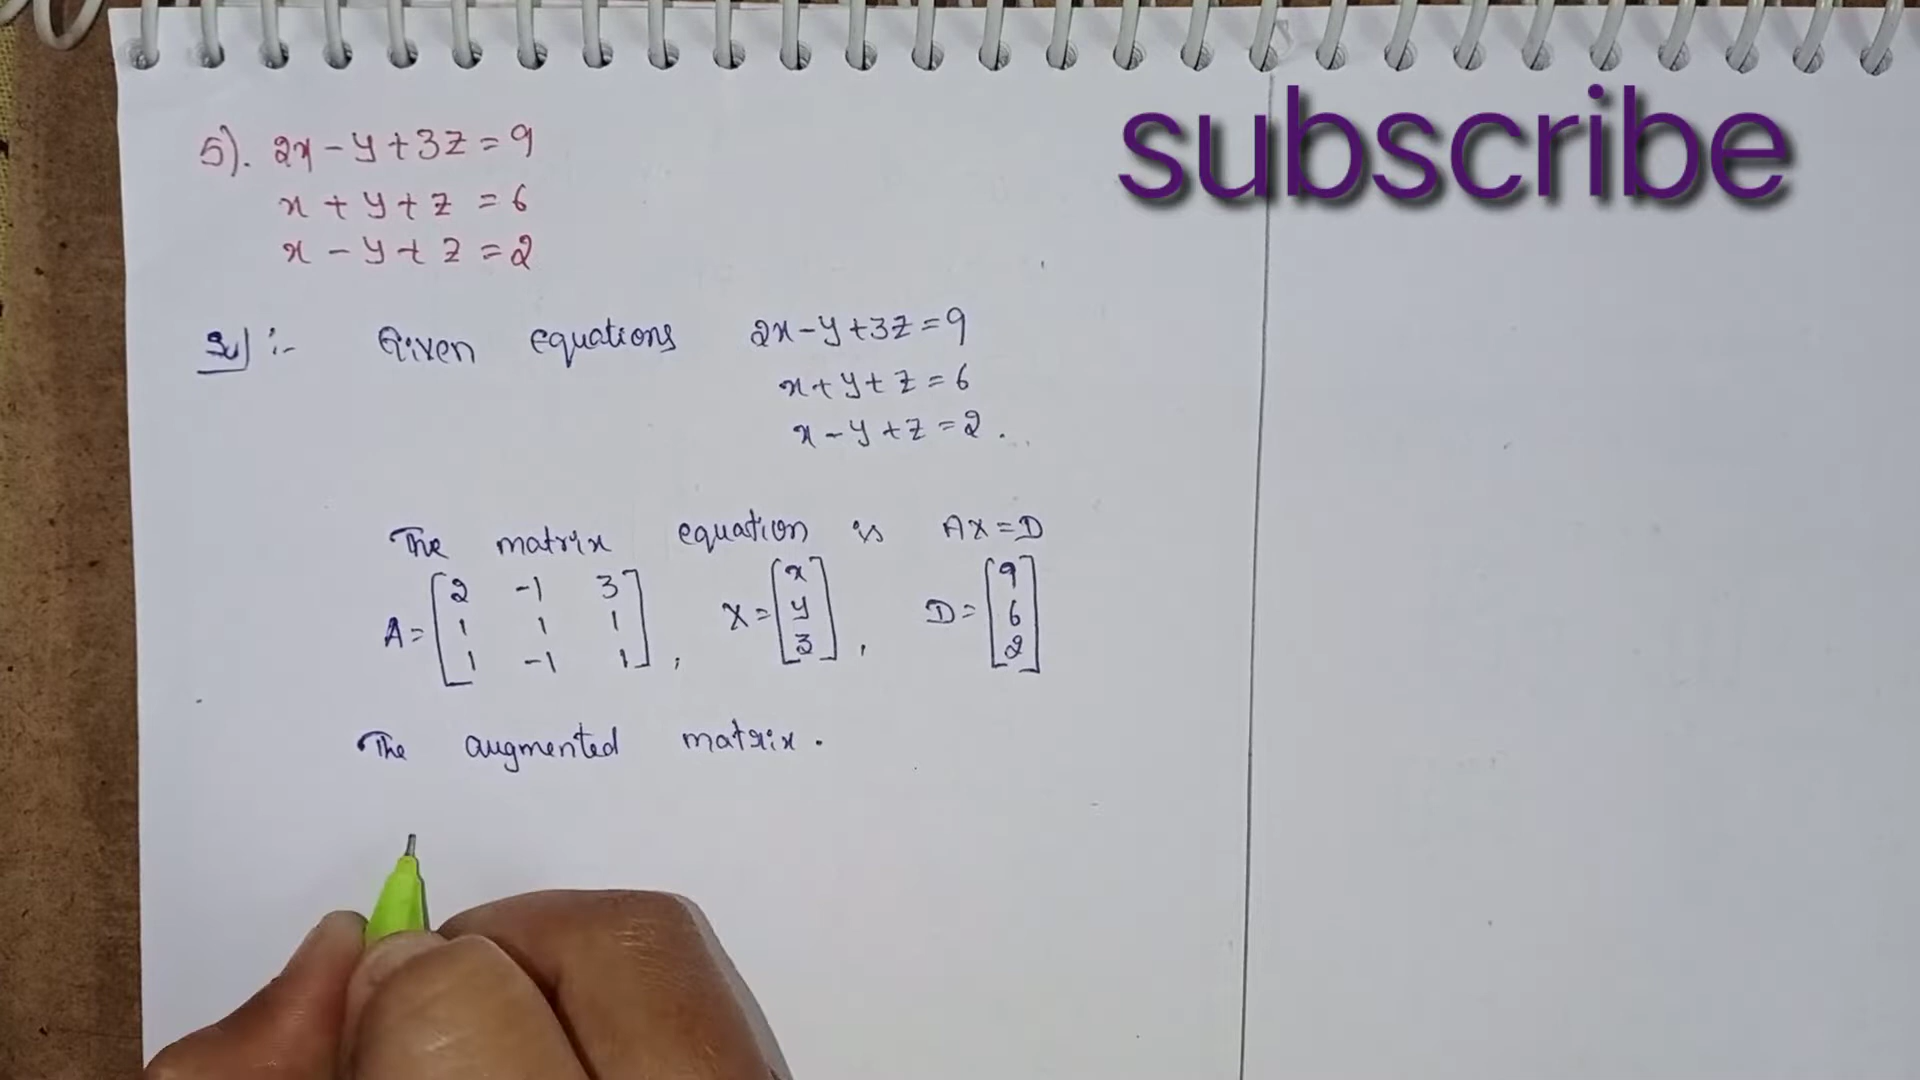 subscribe
5). 2x - y + 3z = 9
x + y + z = 6
x - y + z = 2
Sol :- Given equations 2x - y + 3z = 9
x + y + z = 6
x - y + z = 2 .
The matrix equation is AX = D
A = [2 -1 3; 1 1 1; 1 -1 1] , X = [x; y; 3] , D = [9; 6; 2]
The augmented matrix .